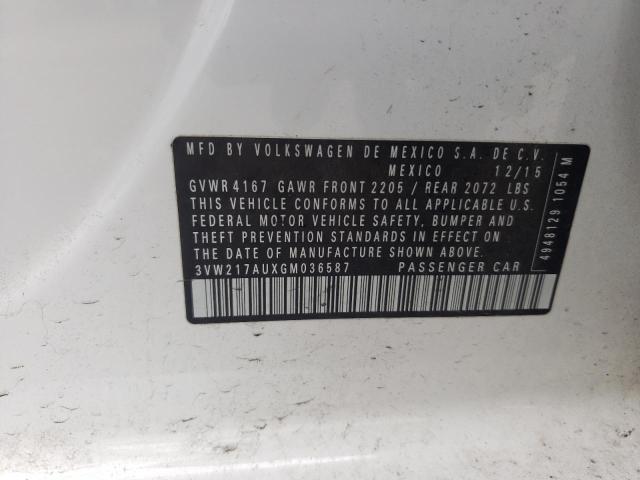 MFD BY VOLKSWAGEN DE MEXICO S.A. DE C.V.
MEXICO 12/15
GVWR 4167 GAWR FRONT 2205 / REAR 2072 LBS
THIS VEHICLE CONFORMS TO ALL APPLICABLE U.S.
FEDERAL MOTOR VEHICLE SAFETY, BUMPER AND
THEFT PREVENTION STANDARDS IN EFFECT ON
THE DATE OF MANUFACTURE SHOWN ABOVE
3VW217AUXGM036587 PASSENGER CAR
4948129 1054 M